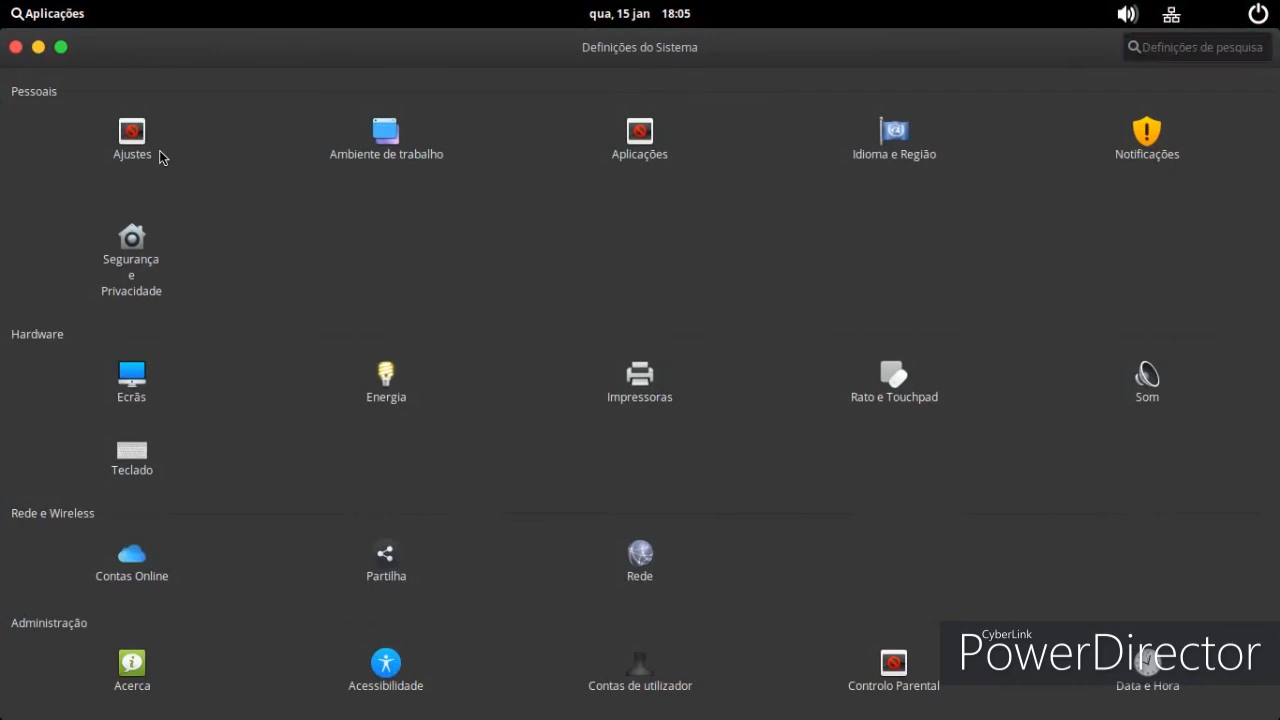 Aplicações
qua, 15 jan 18:05
Definições do Sistema
Definições de pesquisa
Pessoais
Ajustes
Ambiente de trabalho
Aplicações
Idioma e Região
Notificações
Segurança
e
Privacidade
Hardware
Ecrãs
Energia
Impressoras
Rato e Touchpad
Som
Teclado
Rede e Wireless
Contas Online
Partilha
Rede
Administração
Acerca
Acessibilidade
Contas de utilizador
Controlo Parental
Data e Hora
CyberLink
PowerDirector